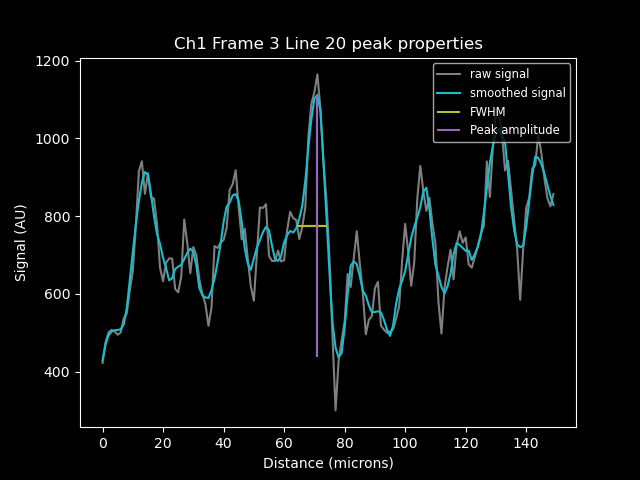 Ch1 Frame 3 Line 20 peak properties
raw signal
smoothed signal
FWHM
Peak amplitude
1200
1000
800
600
400
Signal (AU)
0 20 40 60 80 100 120 140
Distance (microns)